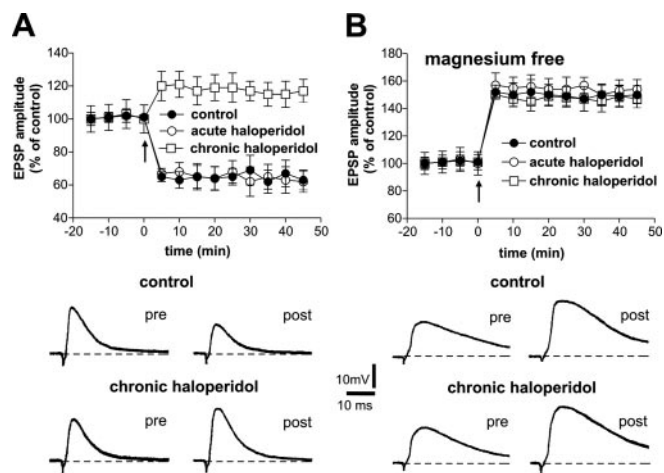 A
EPSP amplitude
(% of control)
140
120
100
80
60
40
-20 -10 0 10 20 30 40 50
time (min)
control
acute haloperidol
chronic haloperidol
control
pre
post
chronic haloperidol
pre
post
B
magnesium free
EPSP amplitude
(% of control)
180
160
140
120
100
80
60
-20 -10 0 10 20 30 40 50
time (min)
control
acute haloperidol
chronic haloperidol
control
pre
post
10mV
10 ms
chronic haloperidol
pre
post